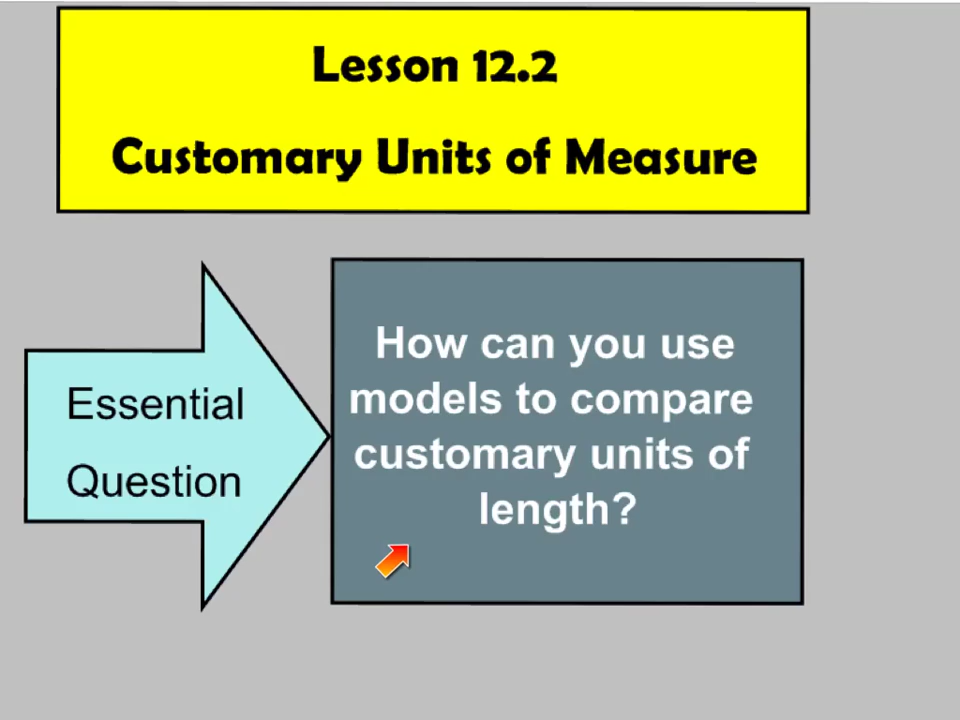 Lesson 12.2
Customary Units of Measure
Essential
Question
How can you use
models to compare
customary units of
length?